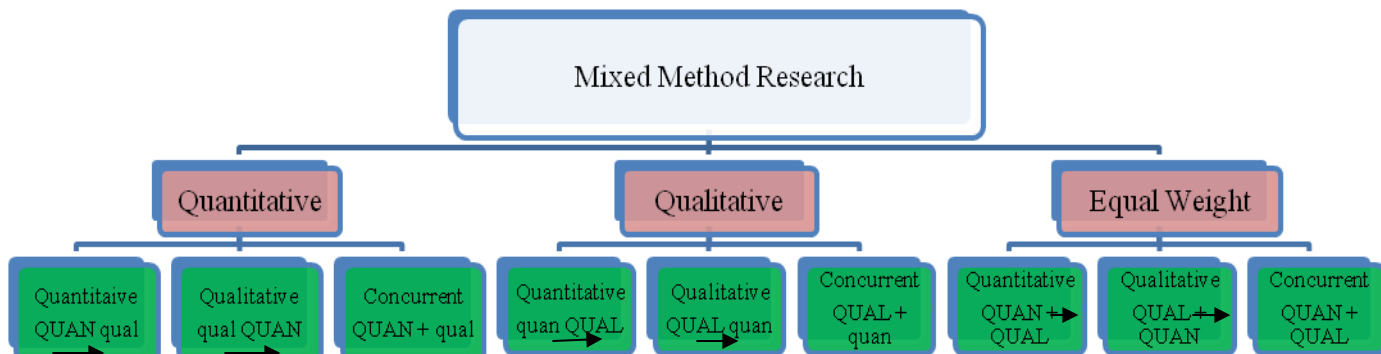 Mixed Method Research
Quantitative
Qualitative
Equal Weight
Quantitaive
QUAN qual
Qualitative
qual QUAN
Concurrent
QUAN + qual
Quantitative
quan QUAL
Qualitative
QUAL quan
Concurrent
QUAL +
quan
Quantitative
QUAN +
QUAL
Qualitative
QUAL +
QUAN
Concurrent
QUAN +
QUAL